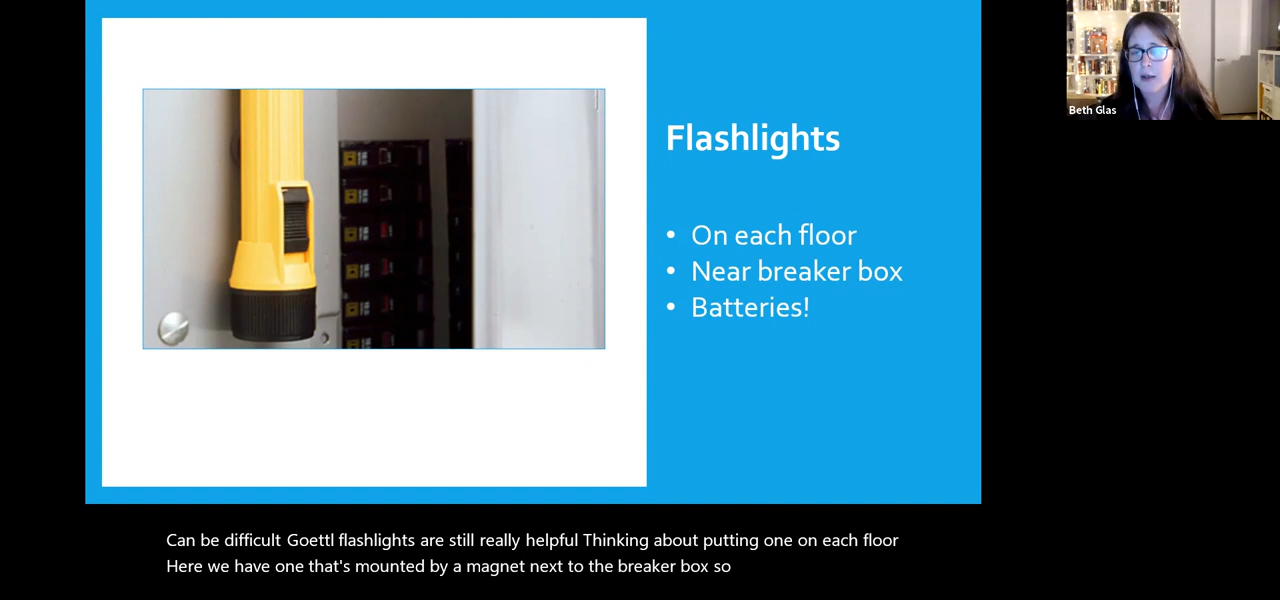 Flashlights
• On each floor
• Near breaker box
• Batteries!
Beth Glas
Can be difficult Goettl flashlights are still really helpful Thinking about putting one on each floor
Here we have one that's mounted by a magnet next to the breaker box so